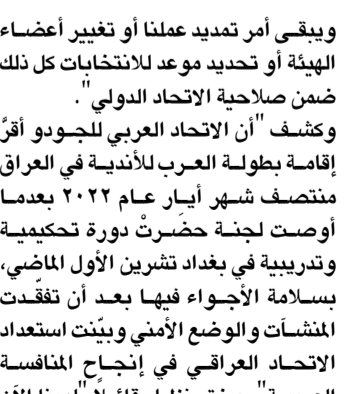 ويبقى أمر تمديد عملنا أو تغيير أعضاء
الهيئة أو تحديد موعد للانتخابات كل ذلك
ضمن صلاحية الاتحاد الدولي".
وكشف "أن الاتحاد العربي للجودو أقرَّ
إقامة بطولة العرب للأندية في العراق
منتصف شهر أيار عام ٢٠٢٢ بعدما
أوصت لجنة حضَرتْ دورة تحكيمية
وتدريبية في بغداد تشرين الأول الماضي،
بسلامة الأجواء فيها بعد أن تفقّدت
المنشآت والوضع الأمني وبيّنت استعداد
الاتحاد العراقي في إنجاح المنافسة